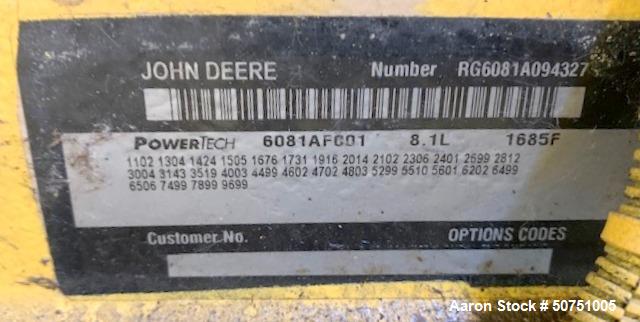 JOHN DEERE Number RG6081A094327
POWERTECH 6081AFC01 8.1L 1685F
1102 1304 1424 1505 1676 1731 1916 2014 2102 2306 2401 2699 2812
3004 3143 3519 4003 4499 4602 4702 4803 5299 5510 5601 6202 6499
6506 7499 7899 9699
Customer No. OPTIONS CODES
Aaron Stock # 50751005